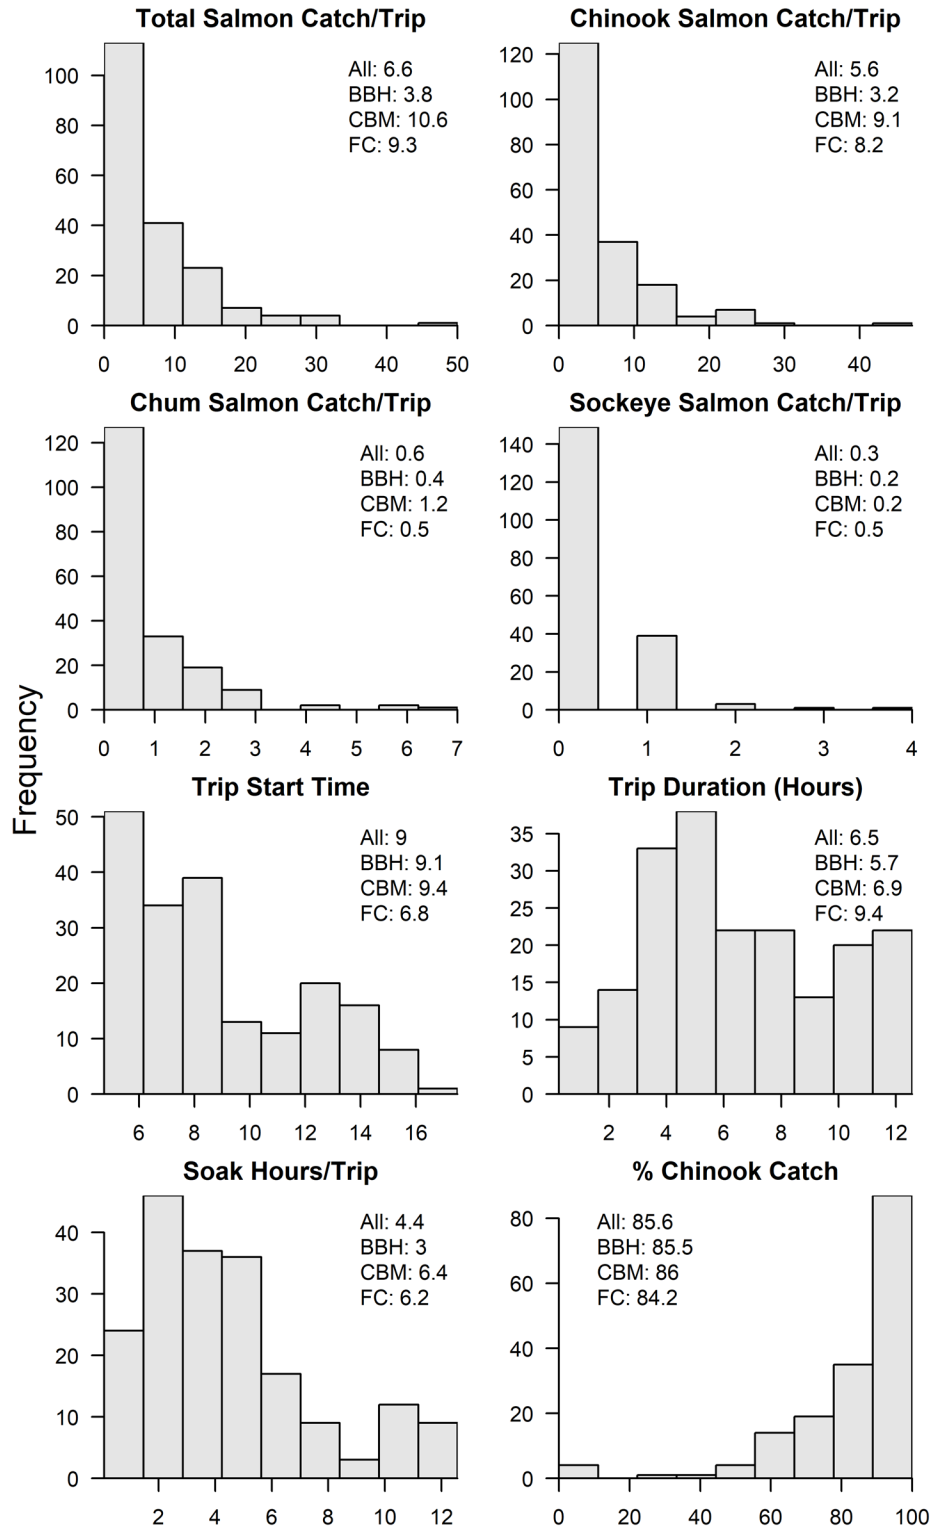 Total Salmon Catch/Trip
All: 6.6
BBH: 3.8
CBM: 10.6
FC: 9.3
100
80
60
40
20
0
0 10 20 30 40 50
Chinook Salmon Catch/Trip
All: 5.6
BBH: 3.2
CBM: 9.1
FC: 8.2
120
100
80
60
40
20
0
0 10 20 30 40
Chum Salmon Catch/Trip
All: 0.6
BBH: 0.4
CBM: 1.2
FC: 0.5
120
100
80
60
40
20
0
0 1 2 3 4 5 6 7
Sockeye Salmon Catch/Trip
All: 0.3
BBH: 0.2
CBM: 0.2
FC: 0.5
140
120
100
80
60
40
20
0
0 1 2 3 4
Frequency
Trip Start Time
All: 9
BBH: 9.1
CBM: 9.4
FC: 6.8
50
40
30
20
10
0
6 8 10 12 14 16
Trip Duration (Hours)
All: 6.5
BBH: 5.7
CBM: 6.9
FC: 9.4
35
30
25
20
15
10
5
0
2 4 6 8 10 12
Soak Hours/Trip
All: 4.4
BBH: 3
CBM: 6.4
FC: 6.2
40
30
20
10
0
2 4 6 8 10 12
% Chinook Catch
All: 85.6
BBH: 85.5
CBM: 86
FC: 84.2
80
60
40
20
0
0 20 40 60 80 100